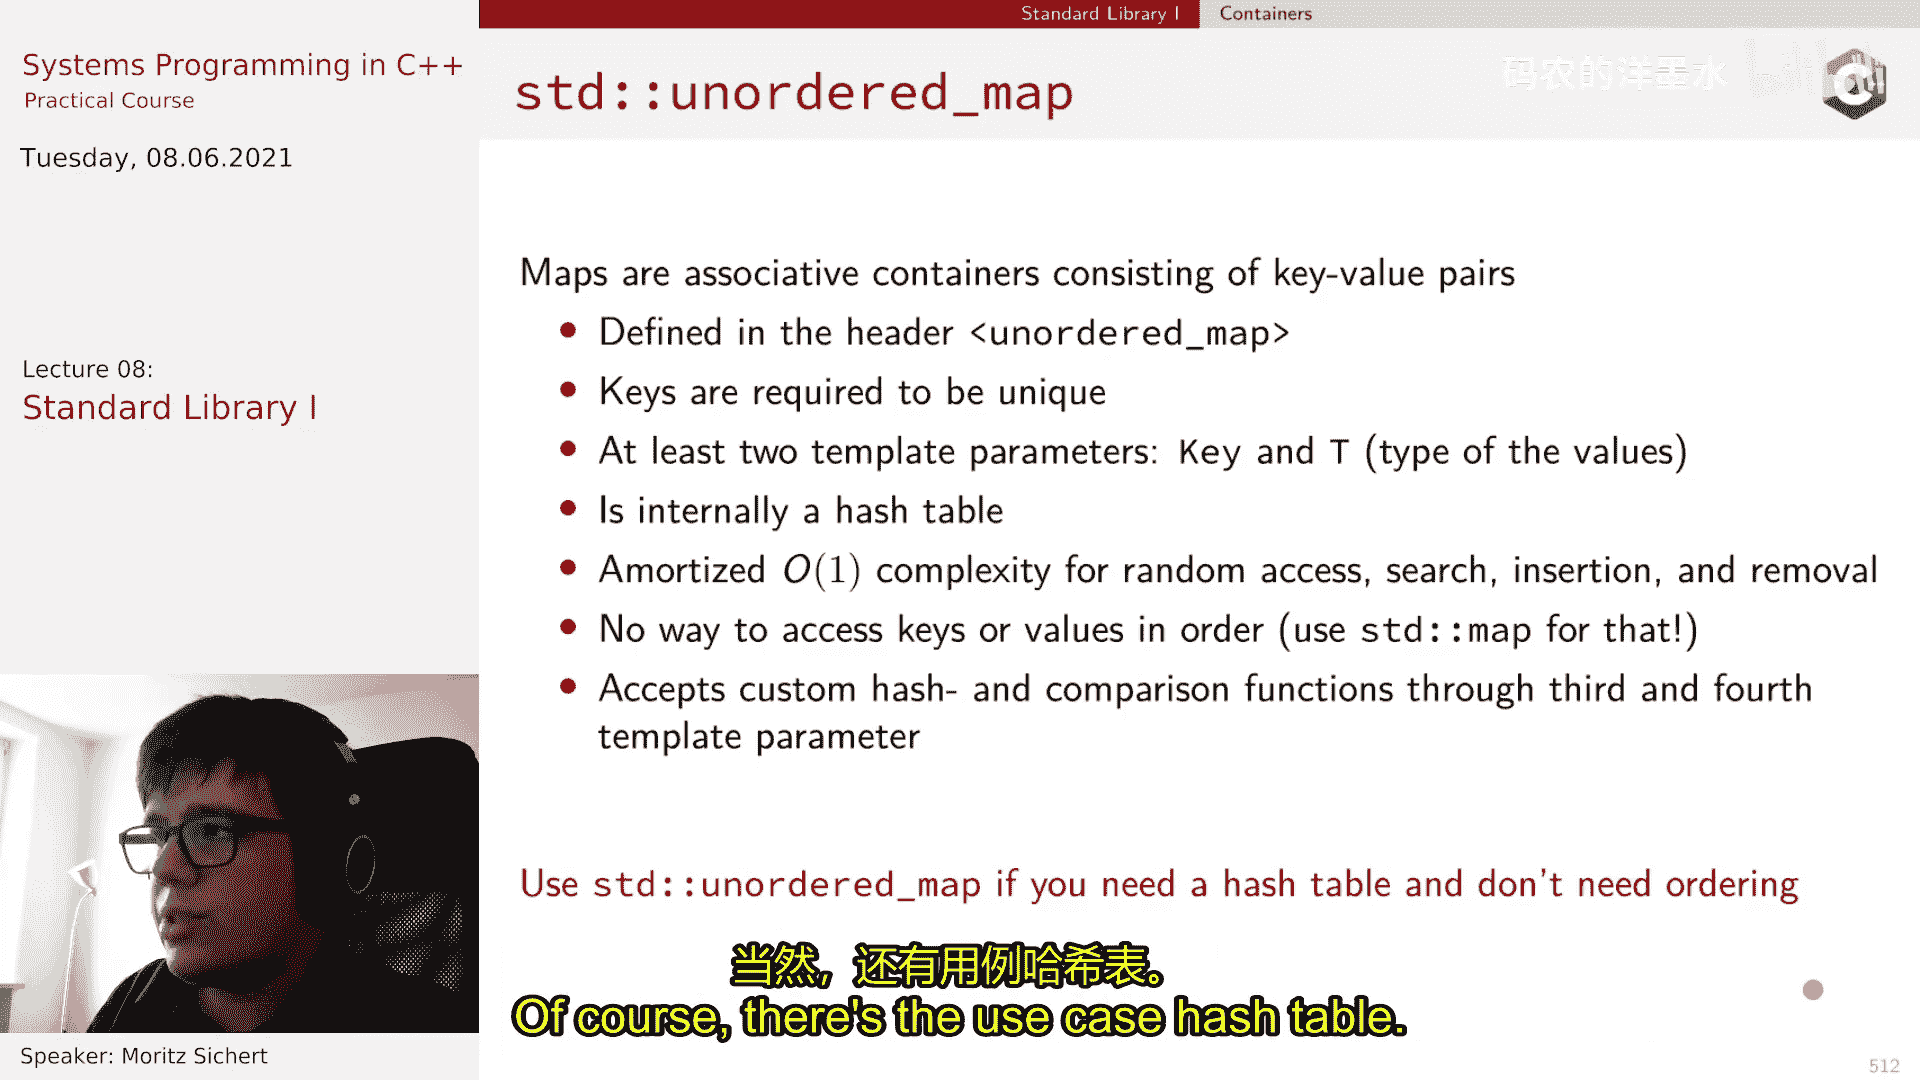 Standard Library I
Containers
Systems Programming in C++
Practical Course
Tuesday, 08.06.2021
Lecture 08:
Standard Library I
std::unordered_map
码农的洋墨水
Maps are associative containers consisting of key-value pairs
• Defined in the header <unordered_map>
• Keys are required to be unique
• At least two template parameters: Key and T (type of the values)
• Is internally a hash table
• Amortized O(1) complexity for random access, search, insertion, and removal
• No way to access keys or values in order (use std::map for that!)
• Accepts custom hash- and comparison functions through third and fourth
template parameter
Use std::unordered_map if you need a hash table and don't need ordering
当然，还有用例哈希表。
Of course, there's the use case hash table.
Speaker: Moritz Sichert
512